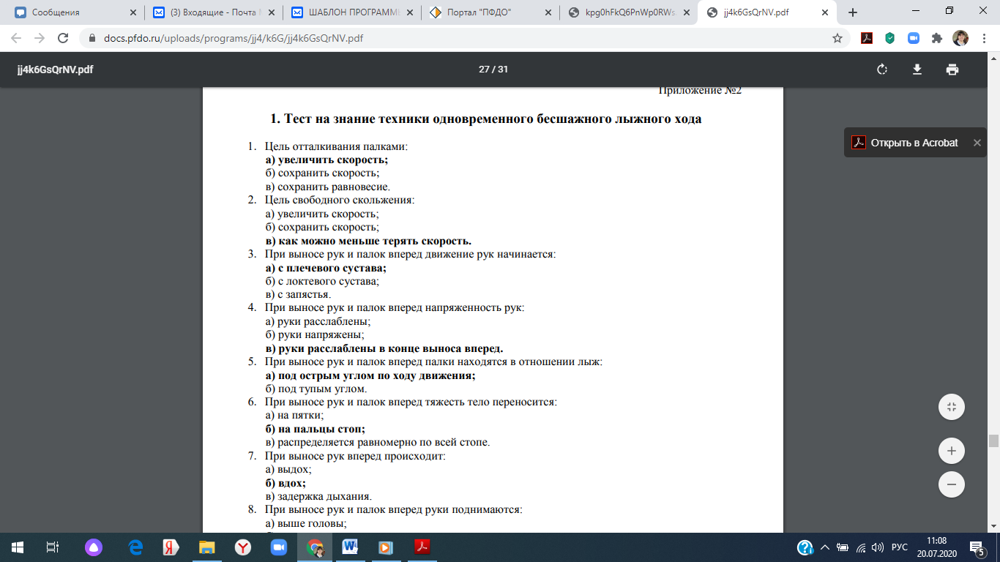 Сообщения
(3) Входящие - Почта
ШАБЛОН ПРОГРАММЫ
Портал "ПФДО"
kpg0hFkQ6PnWp0RWs
jj4k6GsQrNV.pdf
docs.pfdo.ru/uploads/programs/jj4/k6G/jj4k6GsQrNV.pdf
jj4k6GsQrNV.pdf
27 / 31
Приложение №2
1. Тест на знание техники одновременного бесшажного лыжного хода
Открыть в Acrobat
1. Цель отталкивания палками:
а) увеличить скорость;
б) сохранить скорость;
в) сохранить равновесие.
2. Цель свободного скольжения:
а) увеличить скорость;
б) сохранить скорость;
в) как можно меньше терять скорость.
3. При выносе рук и палок вперед движение рук начинается:
а) с плечевого сустава;
б) с локтевого сустава;
в) с запястья.
4. При выносе рук и палок вперед напряженность рук:
а) руки расслаблены;
б) руки напряжены;
в) руки расслаблены в конце выноса вперед.
5. При выносе рук и палок вперед палки находятся в отношении лыж:
а) под острым углом по ходу движения;
б) под тупым углом.
6. При выносе рук и палок вперед тяжесть тело переносится:
а) на пятки;
б) на пальцы стоп;
в) распределяется равномерно по всей стопе.
7. При выносе рук вперед происходит:
а) выдох;
б) вдох;
в) задержка дыхания.
8. При выносе рук и палок вперед руки поднимаются:
а) выше головы;
РУС
11:08
20.07.2020
5